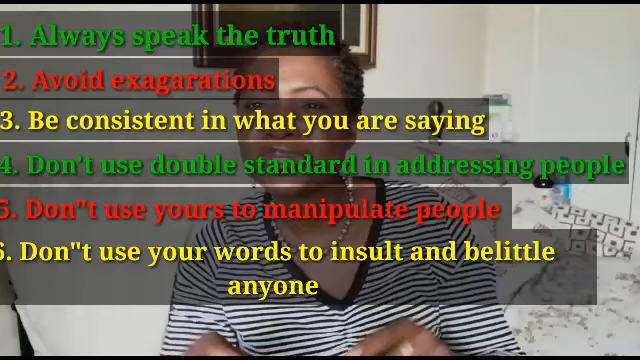 1. Always speak the truth
2. Avoid exagarations
3. Be consistent in what you are saying
4. Don't use double standard in addressing people
5. Don"t use yours to manipulate people
6. Don"t use your words to insult and belittle
anyone